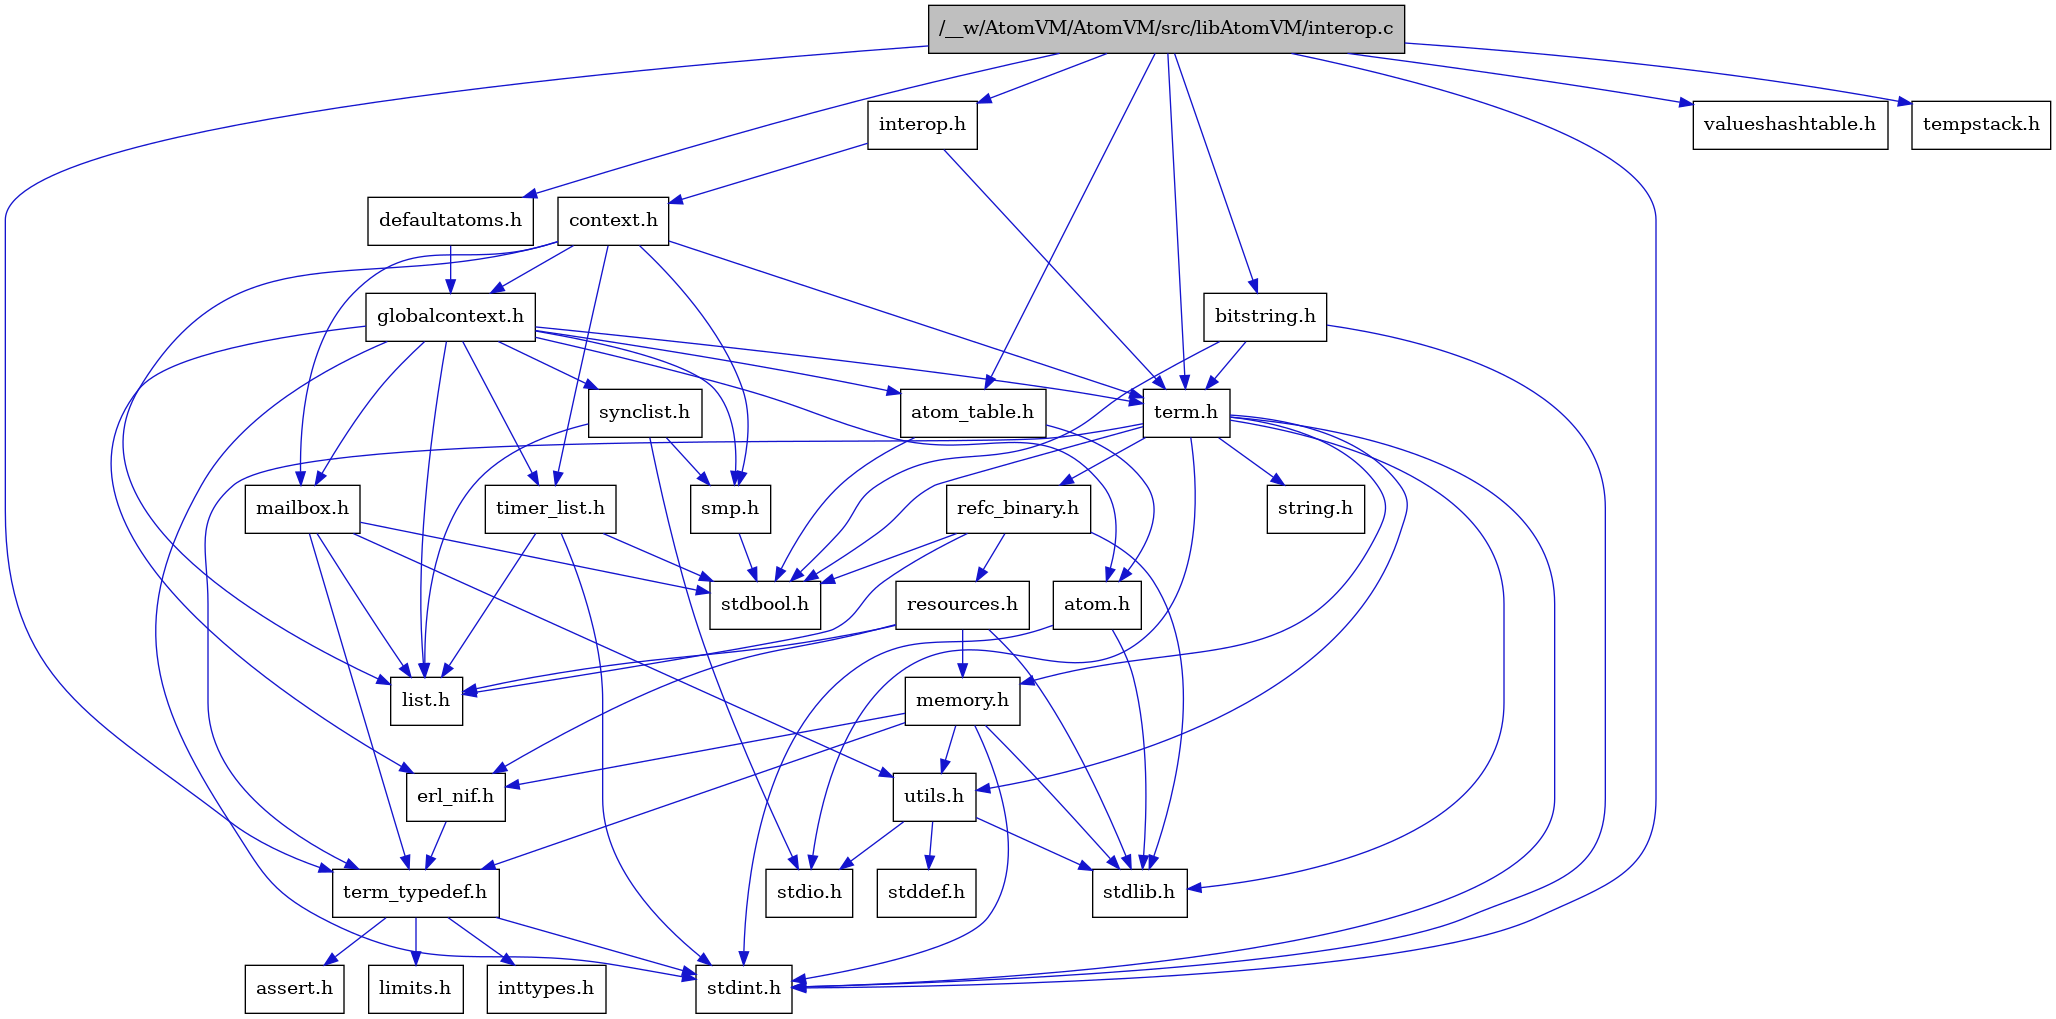 /__w/AtomVM/AtomVM/src/libAtomVM/interop.c
interop.h
valueshashtable.h
tempstack.h
defaultatoms.h
context.h
globalcontext.h
bitstring.h
synclist.h
atom_table.h
term.h
mailbox.h
timer_list.h
smp.h
refc_binary.h
string.h
stdbool.h
resources.h
atom.h
list.h
memory.h
erl_nif.h
utils.h
term_typedef.h
stdio.h
stddef.h
stdlib.h
assert.h
limits.h
inttypes.h
stdint.h